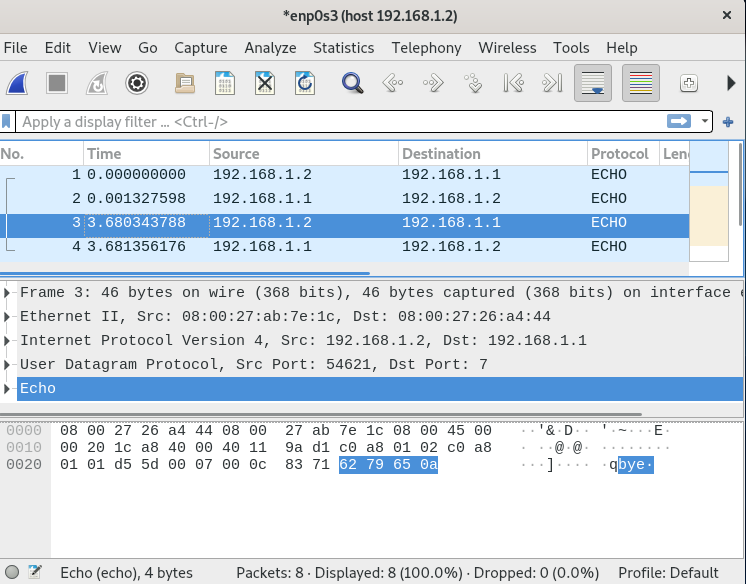 *enp0s3 (host 192.168.1.2)
File Edit View Go Capture Analyze Statistics Telephony Wireless Tools Help
Apply a display filter ... <Ctrl-/>
No. Time Source Destination Protocol Len
1 0.000000000 192.168.1.2 192.168.1.1 ECHO
2 0.001327598 192.168.1.1 192.168.1.2 ECHO
3 3.680343788 192.168.1.2 192.168.1.1 ECHO
4 3.681356176 192.168.1.1 192.168.1.2 ECHO
Frame 3: 46 bytes on wire (368 bits), 46 bytes captured (368 bits) on interface e
Ethernet II, Src: 08:00:27:ab:7e:1c, Dst: 08:00:27:26:a4:44
Internet Protocol Version 4, Src: 192.168.1.2, Dst: 192.168.1.1
User Datagram Protocol, Src Port: 54621, Dst Port: 7
Echo
0000 08 00 27 26 a4 44 08 00 27 ab 7e 1c 08 00 45 00 ··'&·D·· '·~···E·
0010 00 20 1c a8 40 00 40 11 9a d1 c0 a8 01 02 c0 a8 · ··@·@· ········
0020 01 01 d5 5d 00 07 00 0c 83 71 62 79 65 0a ···]···· ·qbye·
Echo (echo), 4 bytes Packets: 8 · Displayed: 8 (100.0%) · Dropped: 0 (0.0%) Profile: Default